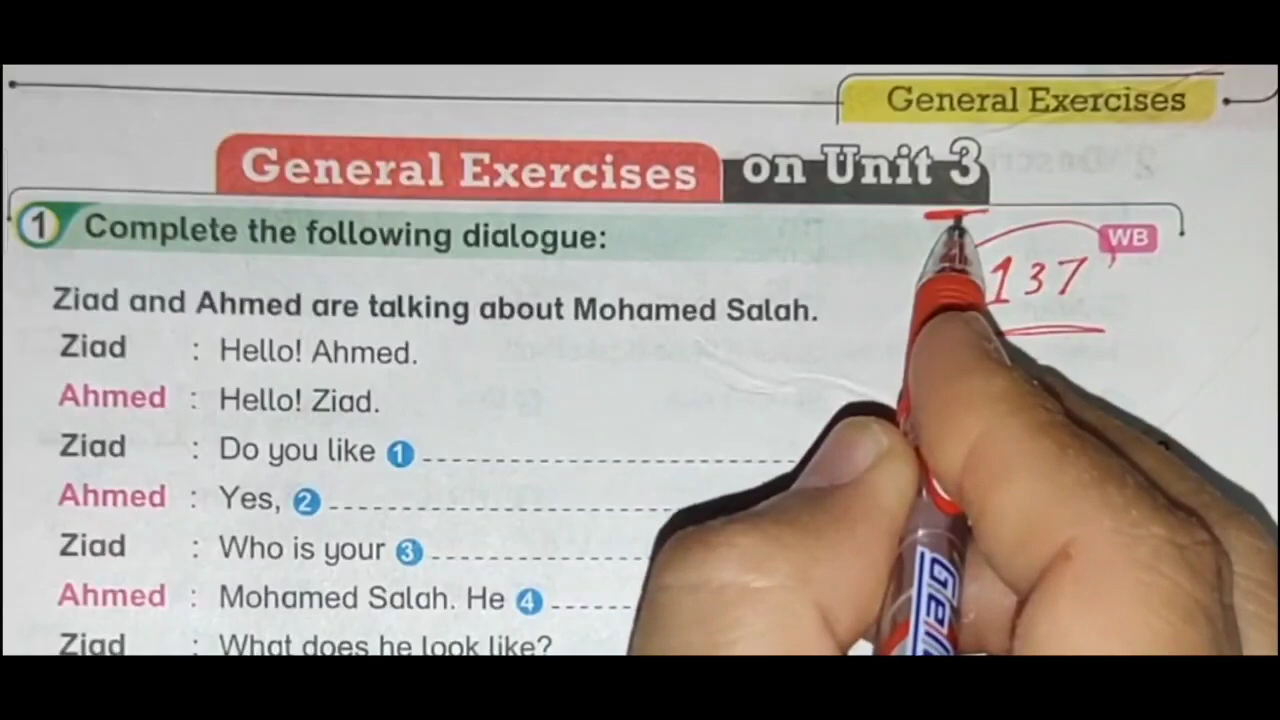 General Exercises
General Exercises on Unit 3
1 Complete the following dialogue: WB
137
Ziad and Ahmed are talking about Mohamed Salah.
Ziad : Hello! Ahmed.
Ahmed : Hello! Ziad.
Ziad : Do you like 1
Ahmed : Yes, 2
Ziad : Who is your 3
Ahmed : Mohamed Salah. He 4
Ziad : What does he look like?